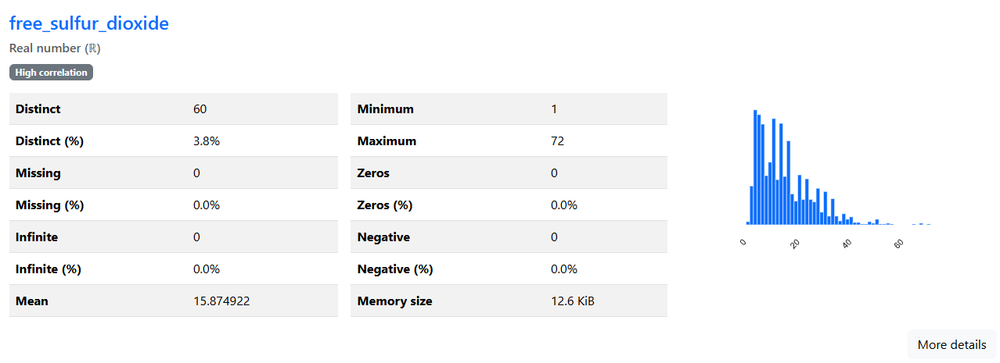 free_sulfur_dioxide
Real number (ℝ)
High correlation
Distinct 60
Distinct (%) 3.8%
Missing 0
Missing (%) 0.0%
Infinite 0
Infinite (%) 0.0%
Mean 15.874922
Minimum 1
Maximum 72
Zeros 0
Zeros (%) 0.0%
Negative 0
Negative (%) 0.0%
Memory size 12.6 KiB
0 20 40 60
More details